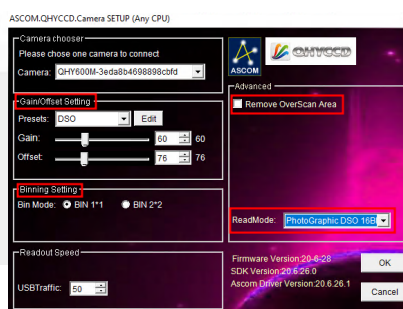 ASCOM.QHYCCD.Camera SETUP (Any CPU)
Camera chooser
Please chose one camera to connect
Camera: QHY600M-3eda8b4698898cbfd
ASCOM
QHYCCD
Gain/Offset Setting
Presets: DSO Edit
Gain: 60 60
Offset: 76 76
Advanced
Remove OverScan Area
Binning Setting
Bin Mode: BIN 1*1 BIN 2*2
ReadMode: PhotoGraphic DSO 16B
Readout Speed
USBTraffic: 50
Firmware Version:20-6-28
SDK Version:20.6.26.0
Ascom Driver Version:20.6.26.1
OK
Cancel